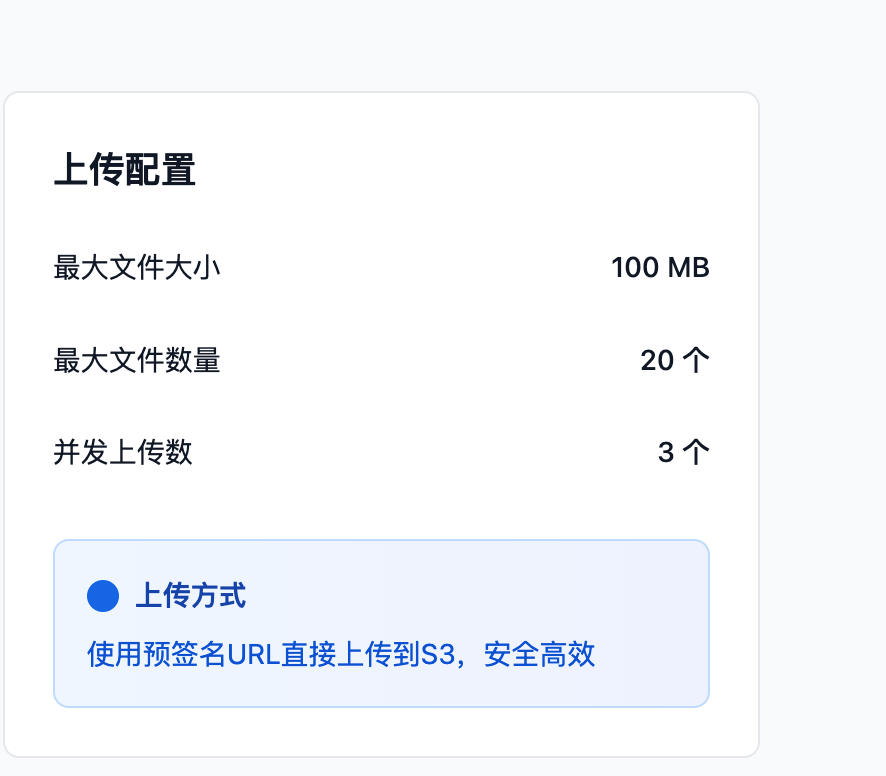 上传配置
最大文件大小 100 MB
最大文件数量 20 个
并发上传数 3 个
上传方式
使用预签名URL直接上传到S3，安全高效